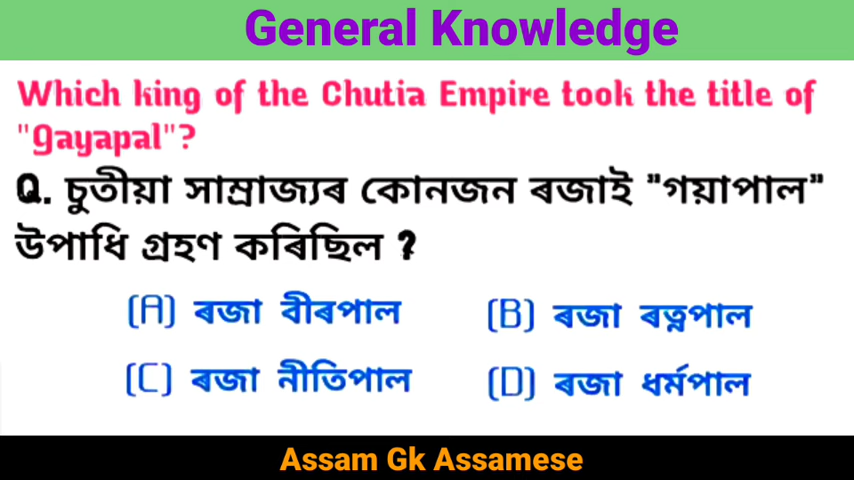 General Knowledge
Which king of the Chutia Empire took the title of
"gayapal"?
Q. চুতীয়া সাম্ৰাজ্যৰ কোনজন ৰজাই "গয়াপাল"
উপাধি গ্ৰহণ কৰিছিল ?
(A) ৰজা বীৰপাল (B) ৰজা ৰত্নপাল
(C) ৰজা নীতিপাল (D) ৰজা ধৰ্মপাল
Assam Gk Assamese